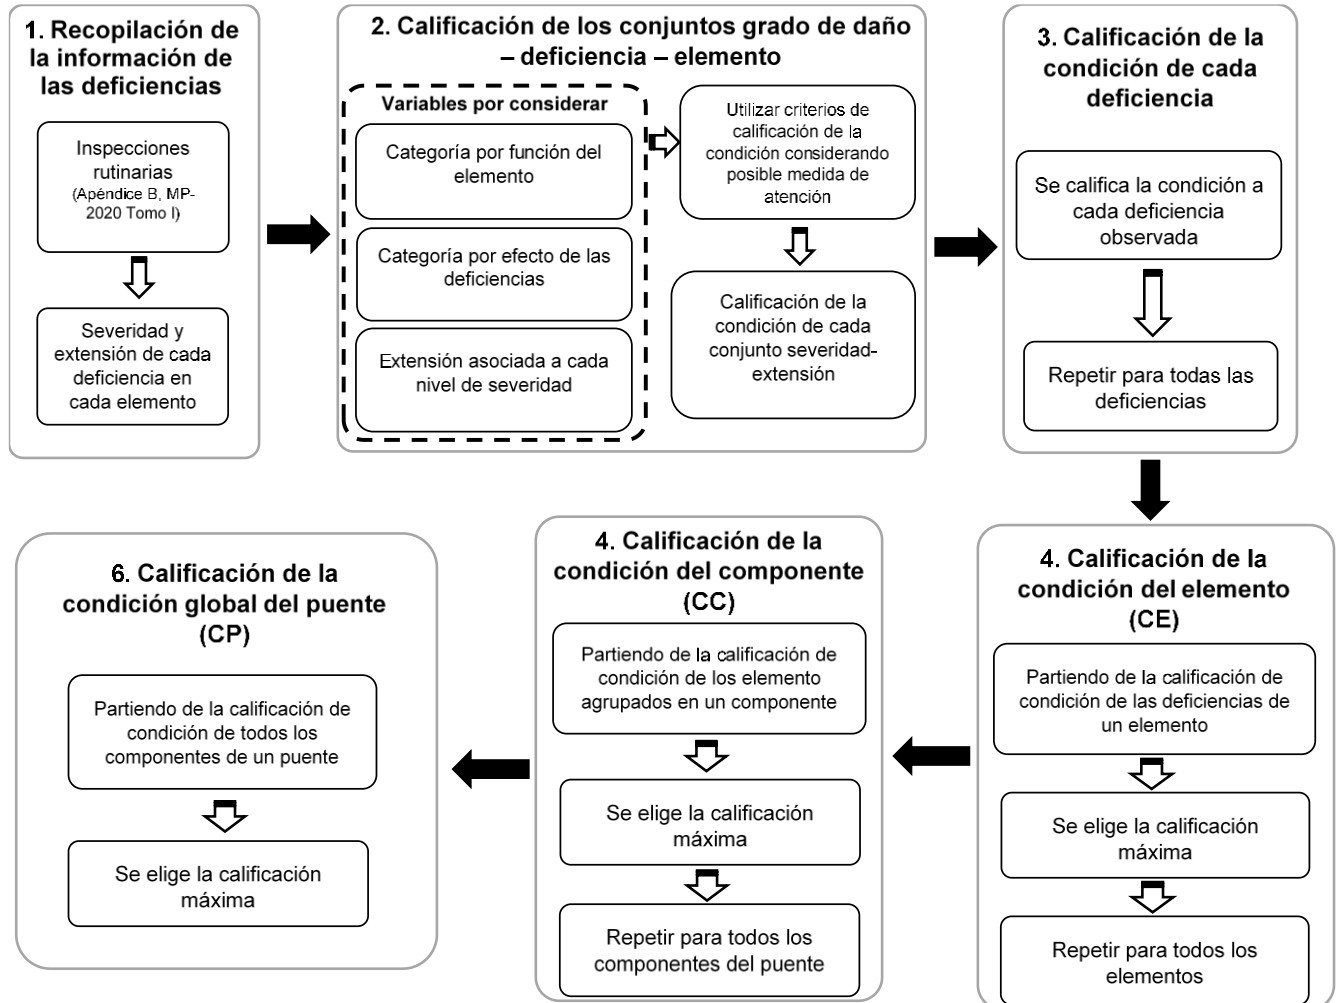 1. Recopilación de
la información de
las deficiencias
Inspecciones
rutinarias
(Apéndice B, MP-
2020 Tomo I)
Severidad y
extensión de cada
deficiencia en
cada elemento
2. Calificación de los conjuntos grado de daño
– deficiencia – elemento
Variables por considerar
Categoría por función del
elemento
Categoría por efecto de las
deficiencias
Extensión asociada a cada
nivel de severidad
Utilizar criterios de
calificación de la
condición considerando
posible medida de
atención
Calificación de la
condición de cada
conjunto severidad-
extensión
3. Calificación de la
condición de cada
deficiencia
Se califica la condición a
cada deficiencia
observada
Repetir para todas las
deficiencias
4. Calificación de la
condición del elemento
(CE)
Partiendo de la calificación de
condición de las deficiencias de
un elemento
Se elige la calificación
máxima
Repetir para todos los
elementos
4. Calificación de la
condición del componente
(CC)
Partiendo de la calificación de
condición de los elemento
agrupados en un componente
Se elige la calificación
máxima
Repetir para todos los
componentes del puente
6. Calificación de la
condición global del puente
(CP)
Partiendo de la calificación de
condición de todos los
componentes de un puente
Se elige la calificación
máxima